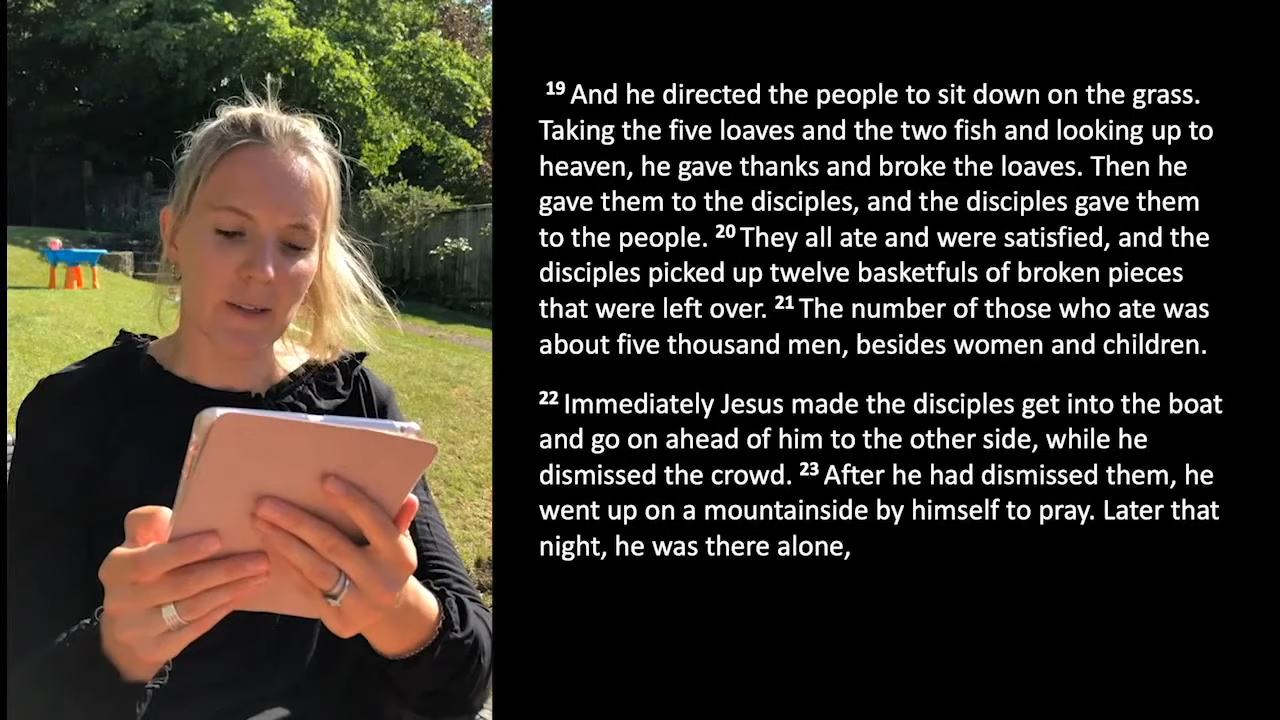 19 And he directed the people to sit down on the grass.
Taking the five loaves and the two fish and looking up to
heaven, he gave thanks and broke the loaves. Then he
gave them to the disciples, and the disciples gave them
to the people. 20 They all ate and were satisfied, and the
disciples picked up twelve basketfuls of broken pieces
that were left over. 21 The number of those who ate was
about five thousand men, besides women and children.
22 Immediately Jesus made the disciples get into the boat
and go on ahead of him to the other side, while he
dismissed the crowd. 23 After he had dismissed them, he
went up on a mountainside by himself to pray. Later that
night, he was there alone,